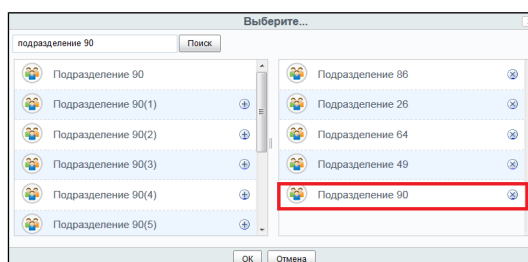 Выберите...
подразделение 90 Поиск
Подразделение 90
Подразделение 90(1)
Подразделение 90(2)
Подразделение 90(3)
Подразделение 90(4)
Подразделение 90(5)
Подразделение 86
Подразделение 26
Подразделение 64
Подразделение 49
Подразделение 90
ОК Отмена